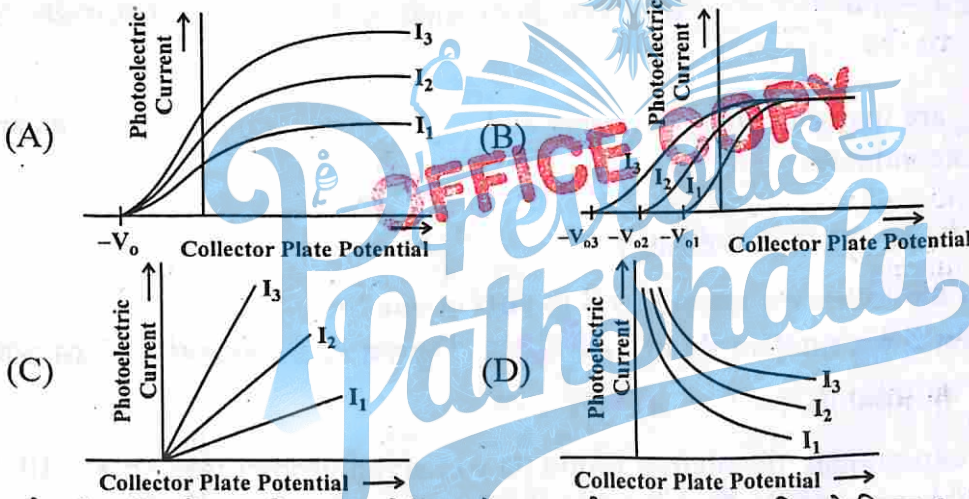 (A)
Photoelectric
Current
I₃
I₂
I₁
–Vₒ
Collector Plate Potential
(B)
Photoelectric
Current
I₃
I₂
I₁
–Vₒ₃ –Vₒ₂ –Vₒ₁
Collector Plate Potential
(C)
Photoelectric
Current
I₃
I₂
I₁
Collector Plate Potential
(D)
Photoelectric
Current
I₃
I₂
I₁
Collector Plate Potential
OFFICE COPY
Previous
Pathshala